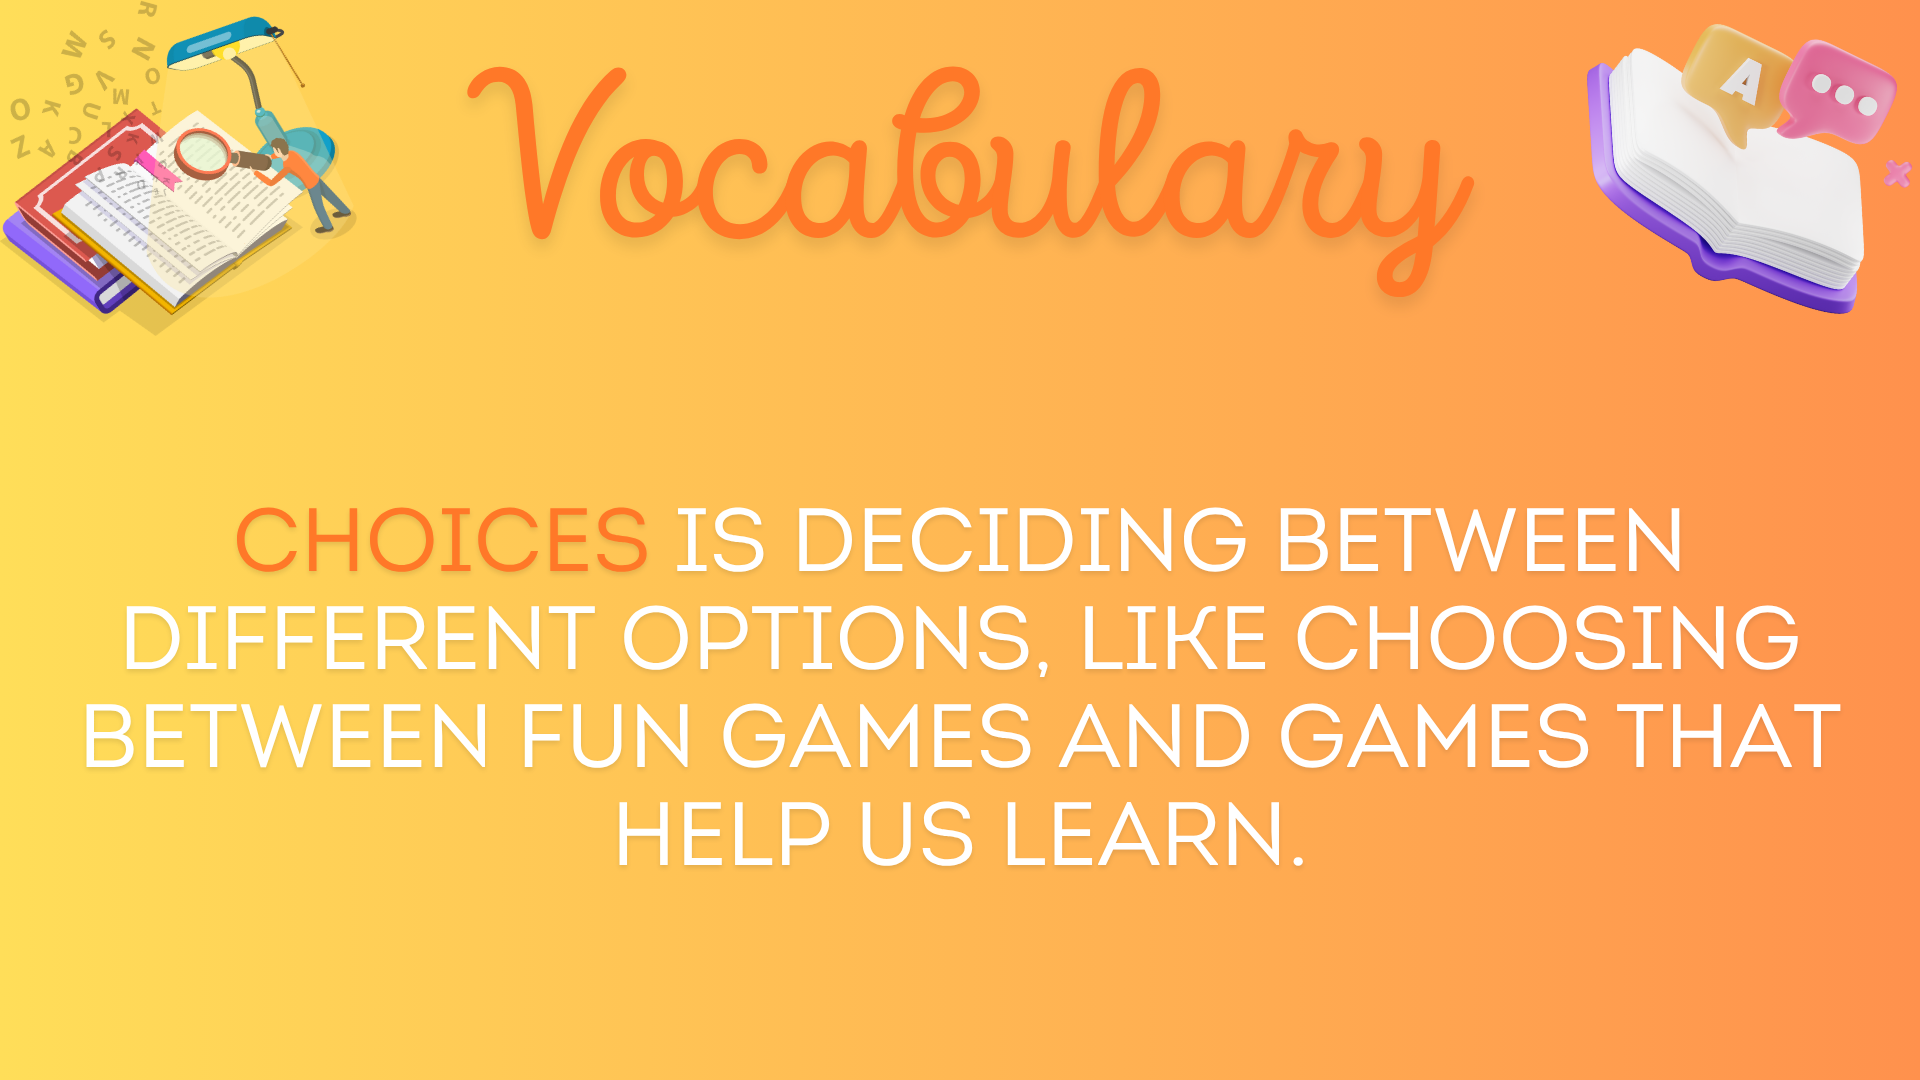 Vocabulary
A
CHOICES IS DECIDING BETWEEN
DIFFERENT OPTIONS, LIKE CHOOSING
BETWEEN FUN GAMES AND GAMES THAT
HELP US LEARN.